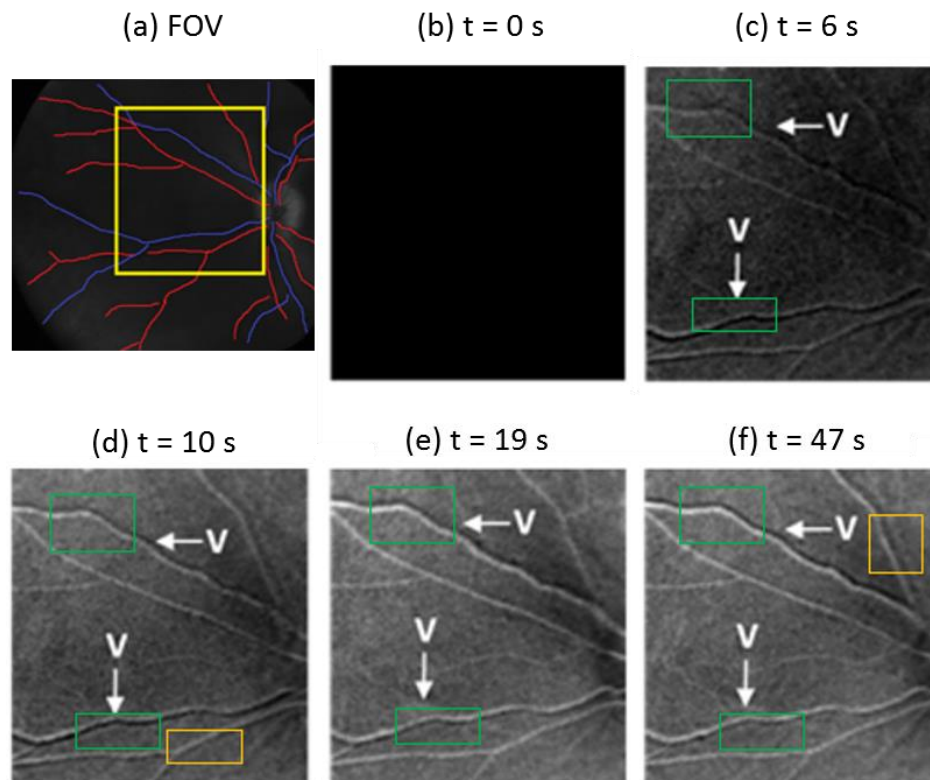 (a) FOV
(b) t = 0 s
(c) t = 6 s
V
V
(d) t = 10 s
(e) t = 19 s
(f) t = 47 s
V
V
V
V
V
V